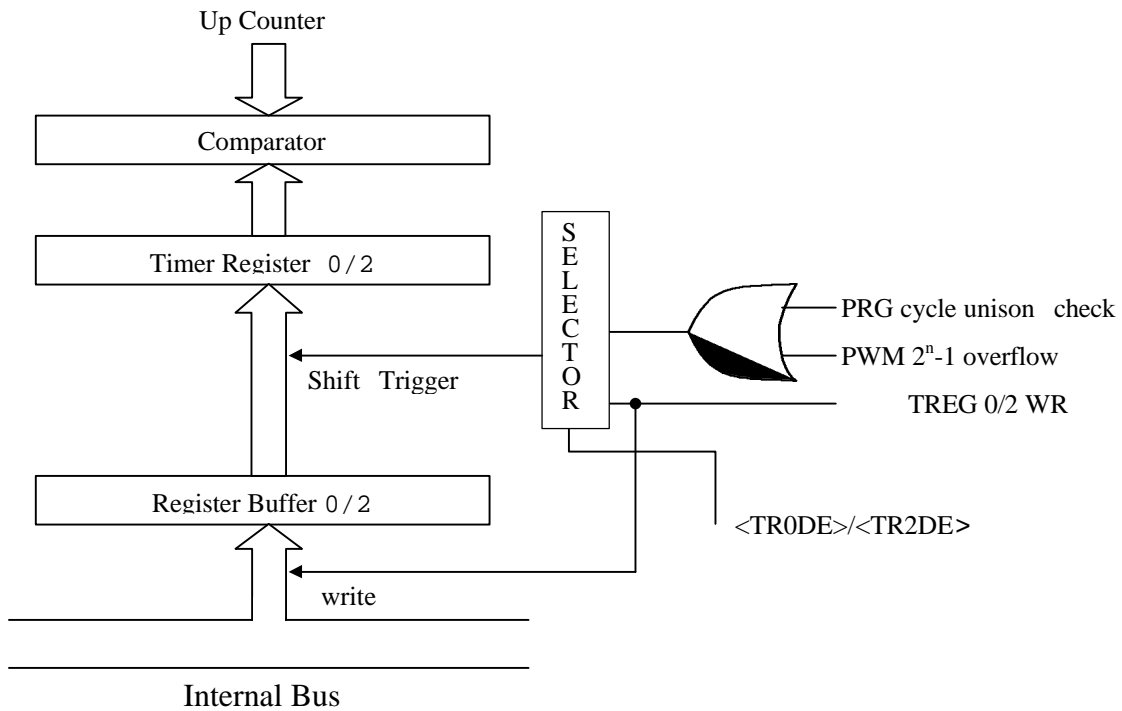 Up Counter
Comparator
Timer Register 0/2
SELECTOR
PRG cycle unison check
PWM 2ⁿ-1 overflow
Shift Trigger
TREG 0/2 WR
Register Buffer 0/2
<TR0DE>/<TR2DE>
write
Internal Bus